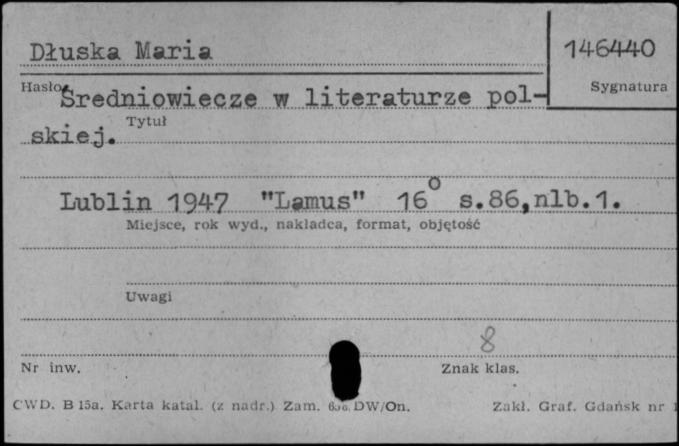 Dłuska Maria
146440
Hasło
Sygnatura
Średniowiecze w literaturze pol-
Tytuł
skiej.
Lublin 1947 "Lamus" 16° s.86,nlb.1.
Miejsce, rok wyd., nakładca, format, objętość
Uwagi
8
Nr inw.
Znak klas.
CWD. B 15a. Karta katal. (z nadr.) Zam. DW/On.
Zakł. Graf. Gdańsk nr